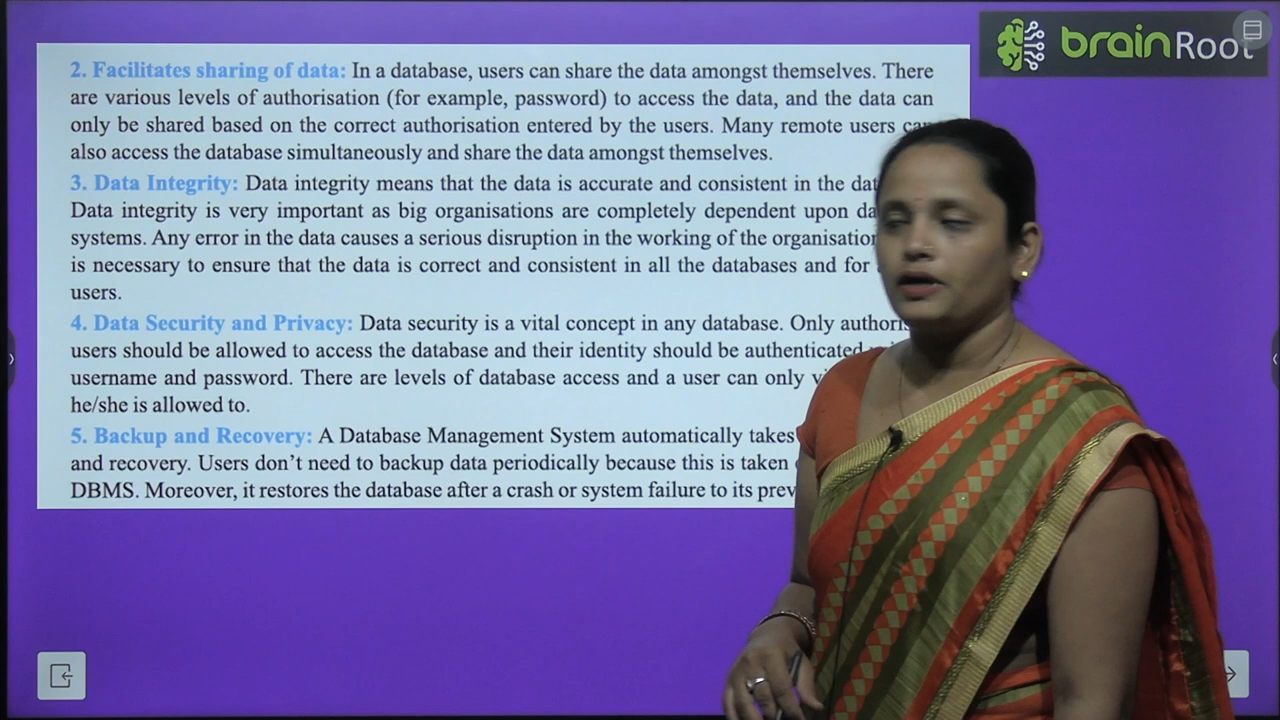 brainRoot
2. Facilitates sharing of data: In a database, users can share the data amongst themselves. There
are various levels of authorisation (for example, password) to access the data, and the data can
only be shared based on the correct authorisation entered by the users. Many remote users can
also access the database simultaneously and share the data amongst themselves.
3. Data Integrity: Data integrity means that the data is accurate and consistent in the
Data integrity is very important as big organisations are completely dependent upon
systems. Any error in the data causes a serious disruption in the working of the
is necessary to ensure that the data is correct and consistent in all the databases and for
users.
4. Data Security and Privacy: Data security is a vital concept in any database. Only
users should be allowed to access the database and their identity should be authenticated
username and password. There are levels of database access and a user can only
he/she is allowed to.
5. Backup and Recovery: A Database Management System automatically takes
and recovery. Users don’t need to backup data periodically because this is taken
DBMS. Moreover, it restores the database after a crash or system failure to its